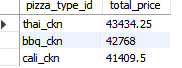 pizza_type_id total_price
thai_ckn 43434.25
bbq_ckn 42768
cali_ckn 41409.5